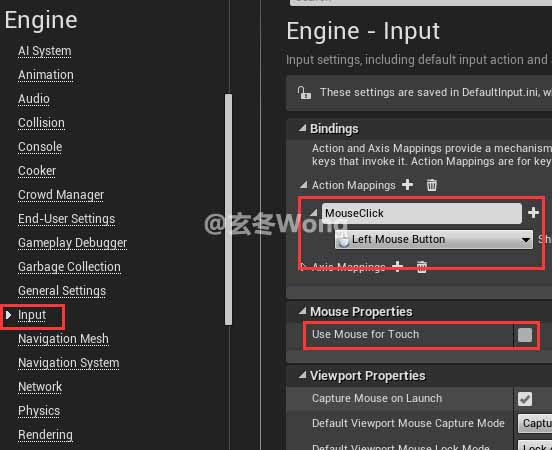 Engine
AI System
Animation
Audio
Collision
Console
Cooker
Crowd Manager
End-User Settings
Gameplay Debugger
Garbage Collection
General Settings
Input
Navigation Mesh
Navigation System
Network
Physics
Rendering
Engine - Input
Input settings, including default input action and
These settings are saved in DefaultInput.ini, w
Bindings
Action and Axis Mappings provide a mechanism
keys that invoke it. Action Mappings are for key
Action Mappings
MouseClick
Left Mouse Button
Sh
Axis Mappings
Mouse Properties
Use Mouse for Touch
Viewport Properties
Capture Mouse on Launch
Default Viewport Mouse Capture Mode
Captu
Default Viewport Mouse Lock Mode
@玄冬Wong